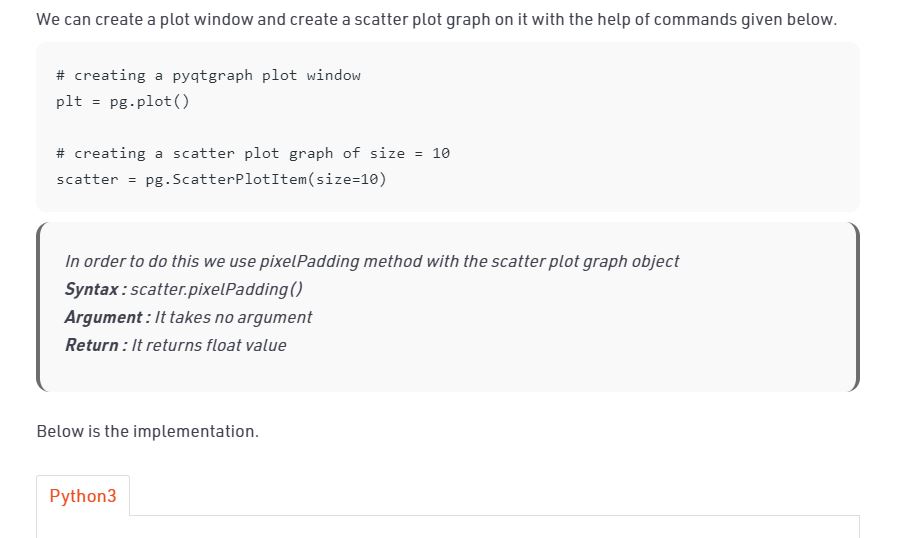 We can create a plot window and create a scatter plot graph on it with the help of commands given below.
# creating a pyqtgraph plot window
plt = pg.plot()
# creating a scatter plot graph of size = 10
scatter = pg.ScatterPlotItem(size=10)
In order to do this we use pixelPadding method with the scatter plot graph object
Syntax : scatter.pixelPadding()
Argument : It takes no argument
Return : It returns float value
Below is the implementation.
Python3